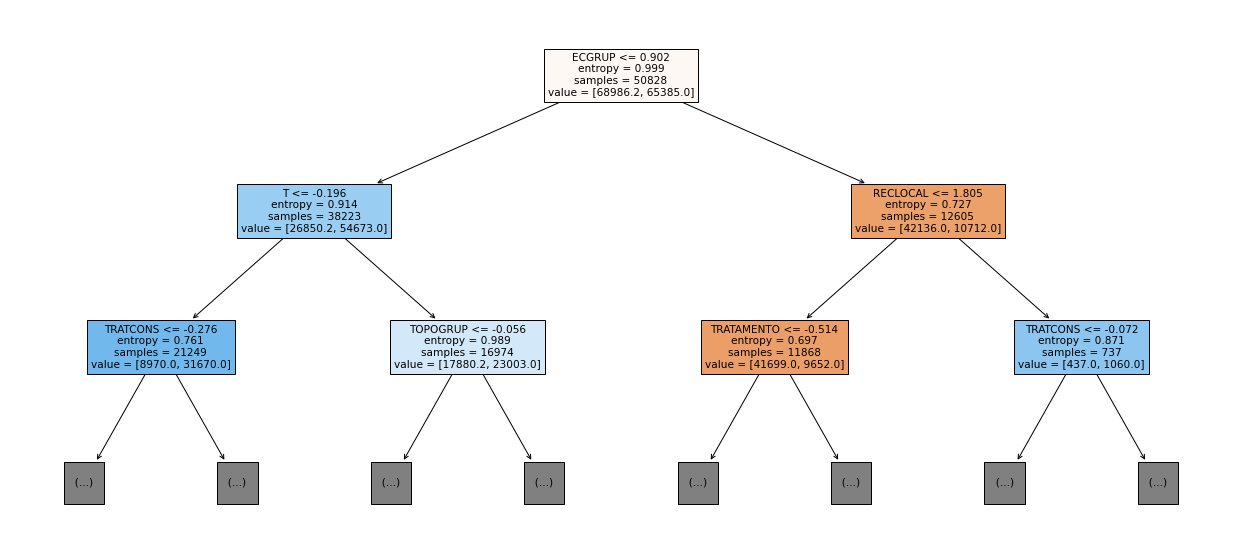 ECGRUP <= 0.902
entropy = 0.999
samples = 50828
value = [68986.2, 65385.0]
T <= -0.196
entropy = 0.914
samples = 38223
value = [26850.2, 54673.0]
RECLOCAL <= 1.805
entropy = 0.727
samples = 12605
value = [42136.0, 10712.0]
TRATCONS <= -0.276
entropy = 0.761
samples = 21249
value = [8970.0, 31670.0]
TOPOGRUP <= -0.056
entropy = 0.989
samples = 16974
value = [17880.2, 23003.0]
TRATAMENTO <= -0.514
entropy = 0.697
samples = 11868
value = [41699.0, 9652.0]
TRATCONS <= -0.072
entropy = 0.871
samples = 737
value = [437.0, 1060.0]
(...)
(...)
(...)
(...)
(...)
(...)
(...)
(...)